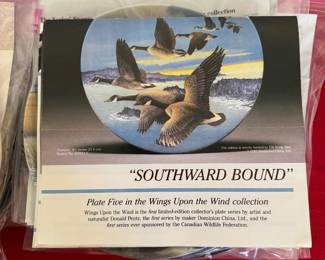 collection
"SOUTHWARD BOUND"
Plate Five in the Wings Upon the Wind collection
Wings Upon the Wind is the first limited-edition collector's plate series by artist and
naturalist Donald Pentz, the first series by maker Dominion China, Ltd., and the
first series ever sponsored by the Canadian Wildlife Federation.